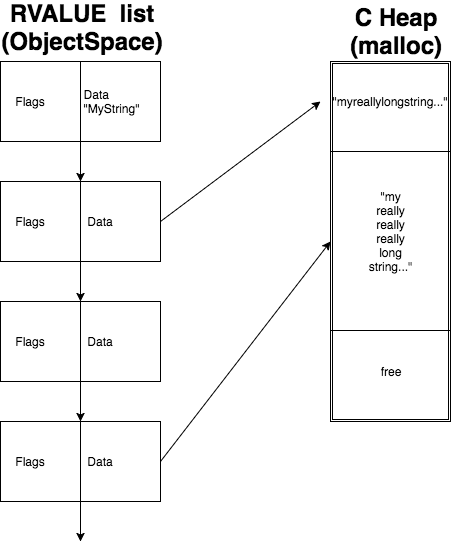 RVALUE list
(ObjectSpace)
C Heap
(malloc)
Flags
Data
"MyString"
"myreallylongstring..."
Flags
Data
"my
really
really
really
long
string..."
Flags
Data
free
Flags
Data